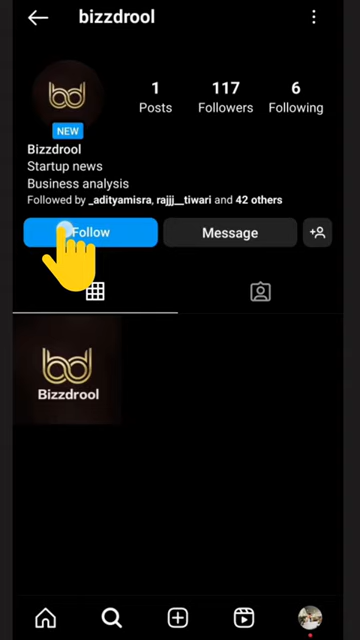 bizzdrool
1 117 6
Posts Followers Following
NEW
Bizzdrool
Startup news
Business analysis
Followed by _adityamisra, rajjj__tiwari and 42 others
Follow Message
bd
Bizzdrool